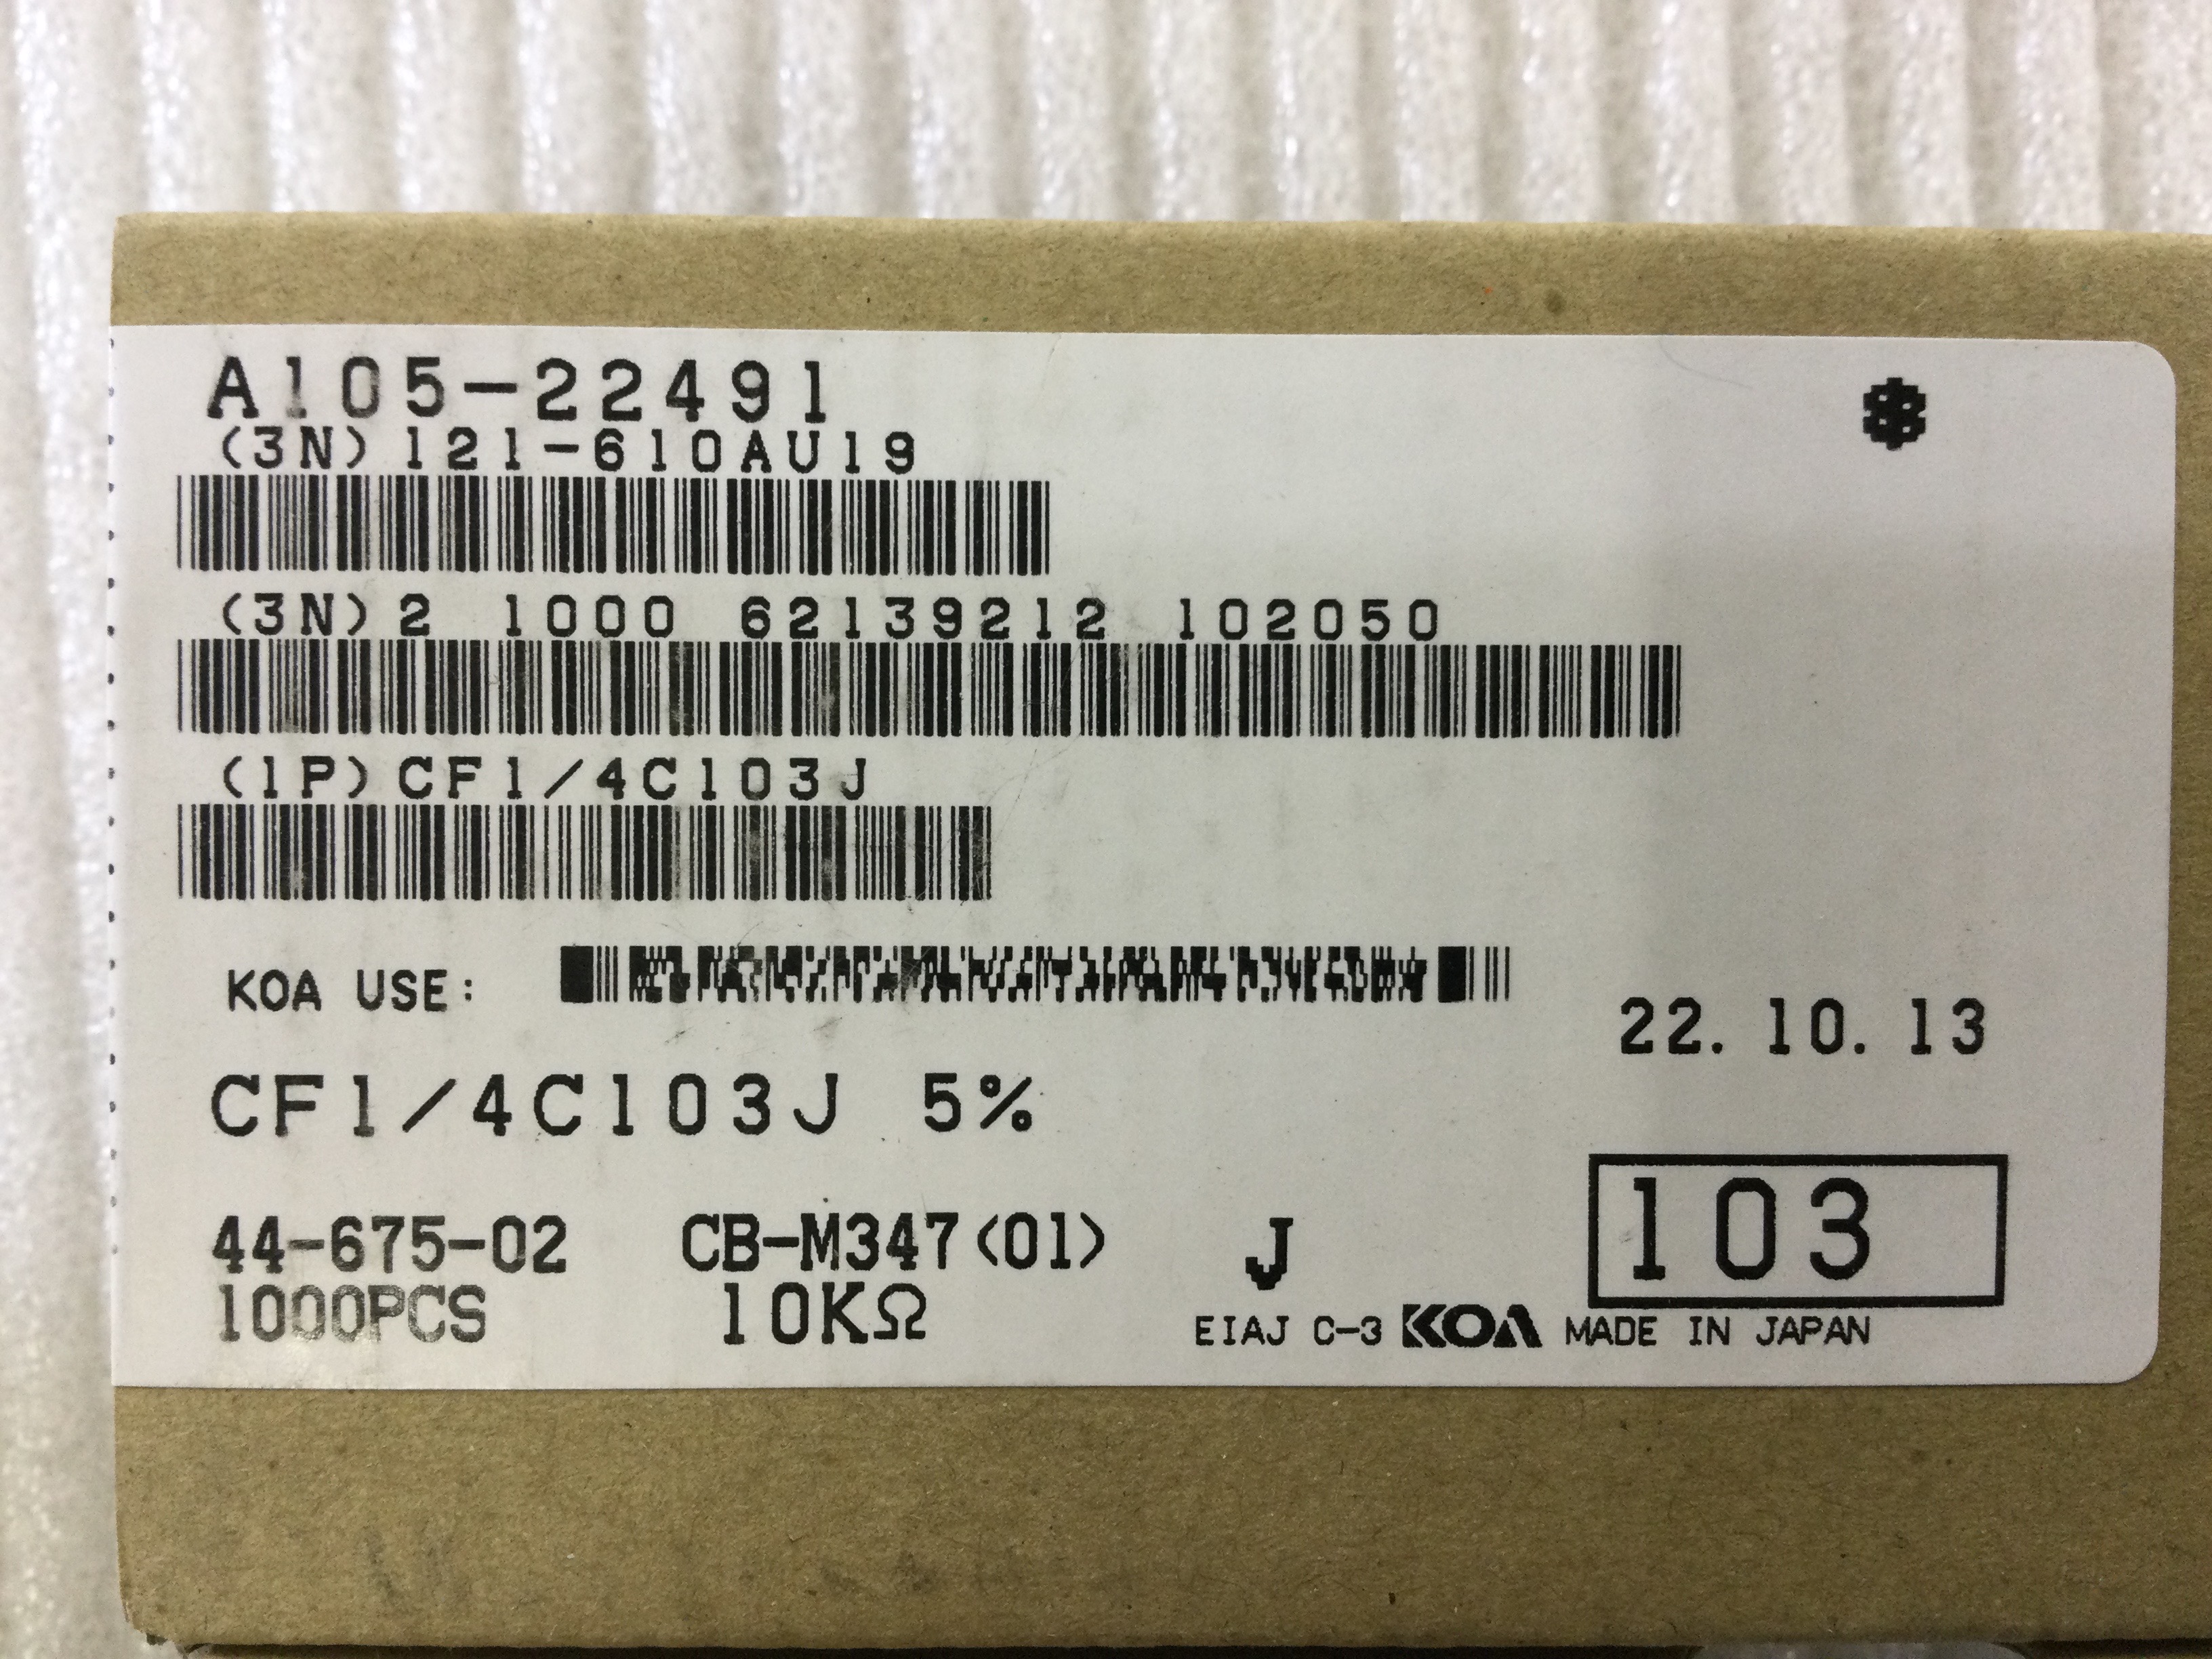 A105-22491
(3N)121-610AU19
(3N)2 1000 62139212 102050
(1P)CF1/4C103J
KOA USE:
22.10.13
CF1/4C103J 5%
103
44-675-02 CB-M347(01) J
1000PCS 10KΩ
EIAJ C-3 KOA MADE IN JAPAN